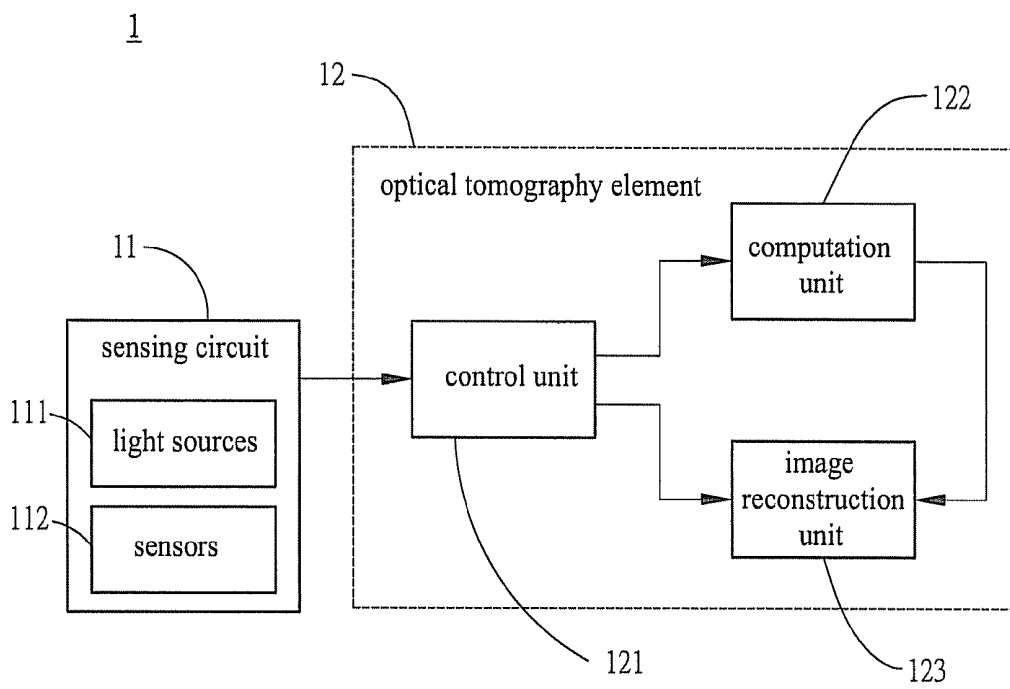 1
12
122
optical tomography element
11
computation
unit
sensing circuit
control unit
111
light sources
image
reconstruction
unit
112
sensors
121
123